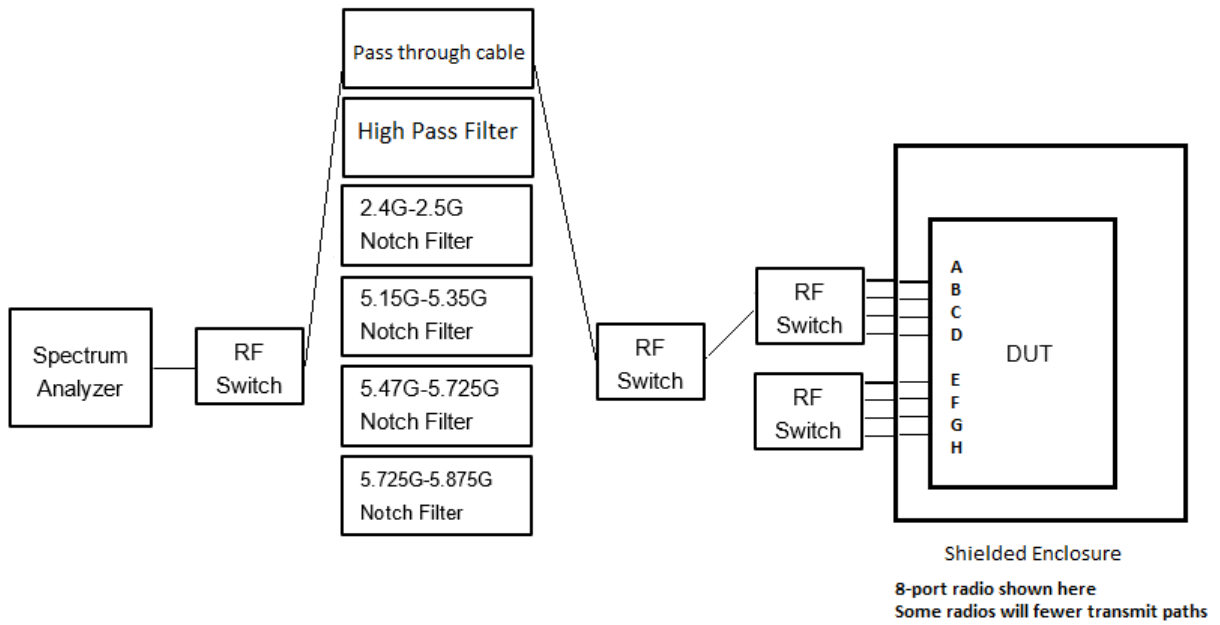 Pass through cable
High Pass Filter
2.4G-2.5G
Notch Filter
5.15G-5.35G
Notch Filter
5.47G-5.725G
Notch Filter
5.725G-5.875G
Notch Filter
Spectrum
Analyzer
RF
Switch
RF
Switch
RF
Switch
RF
Switch
A
B
C
D
E
F
G
H
DUT
Shielded Enclosure
8-port radio shown here
Some radios will fewer transmit paths